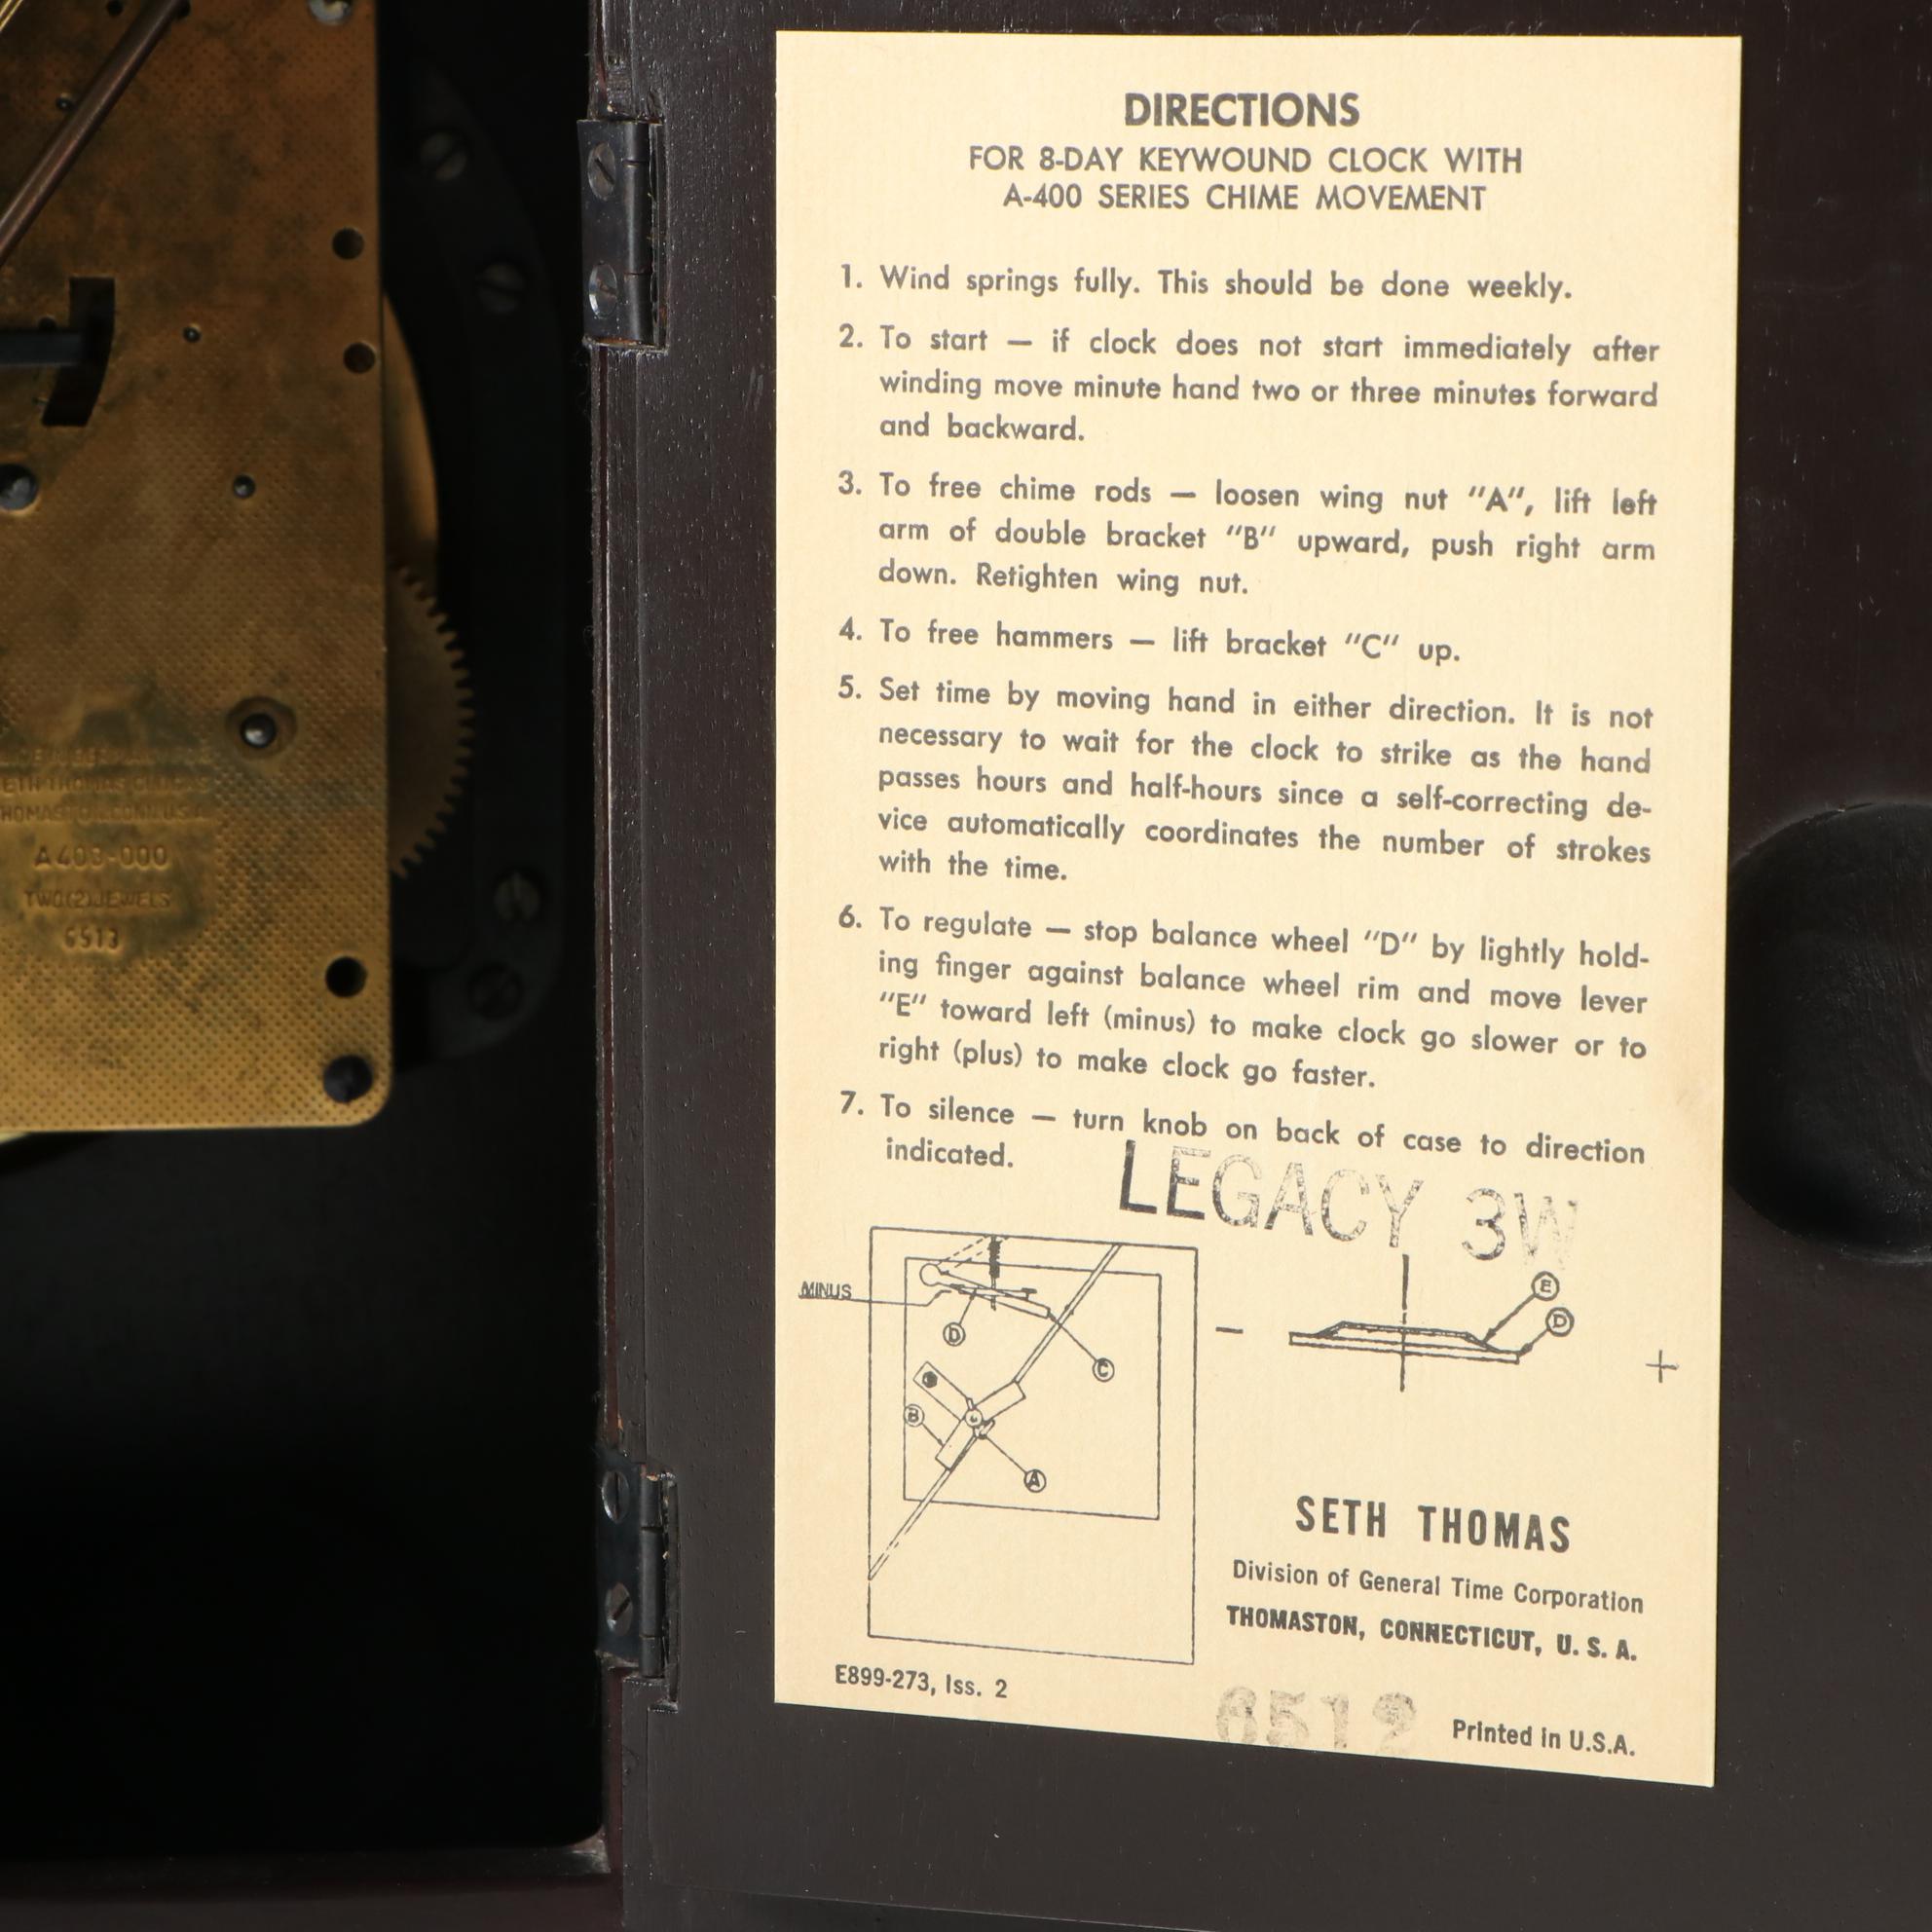 DIRECTIONS
FOR 8-DAY KEYWOUND CLOCK WITH
A-400 SERIES CHIME MOVEMENT
1. Wind springs fully. This should be done weekly.
2. To start — if clock does not start immediately after
winding move minute hand two or three minutes forward
and backward.
3. To free chime rods — loosen wing nut "A", lift left
arm of double bracket "B" upward, push right arm
down. Retighten wing nut.
4. To free hammers — lift bracket "C" up.
5. Set time by moving hand in either direction. It is not
necessary to wait for the clock to strike as the hand
passes hours and half-hours since a self-correcting de-
vice automatically coordinates the number of strokes
with the time.
6. To regulate — stop balance wheel "D" by lightly hold-
ing finger against balance wheel rim and move lever
"E" toward left (minus) to make clock go slower or to
right (plus) to make clock go faster.
7. To silence — turn knob on back of case to direction
indicated.
LEGACY 3W
MINUS
D
C
B
A
–
E
D
+
SETH THOMAS
Division of General Time Corporation
THOMASTON, CONNECTICUT, U. S. A.
E899-273, Iss. 2
6512
Printed in U.S.A.
SETH THOMAS
THOMASTON, CONN. U.S.A.
A403-000
TWO (2) JEWELS
6513